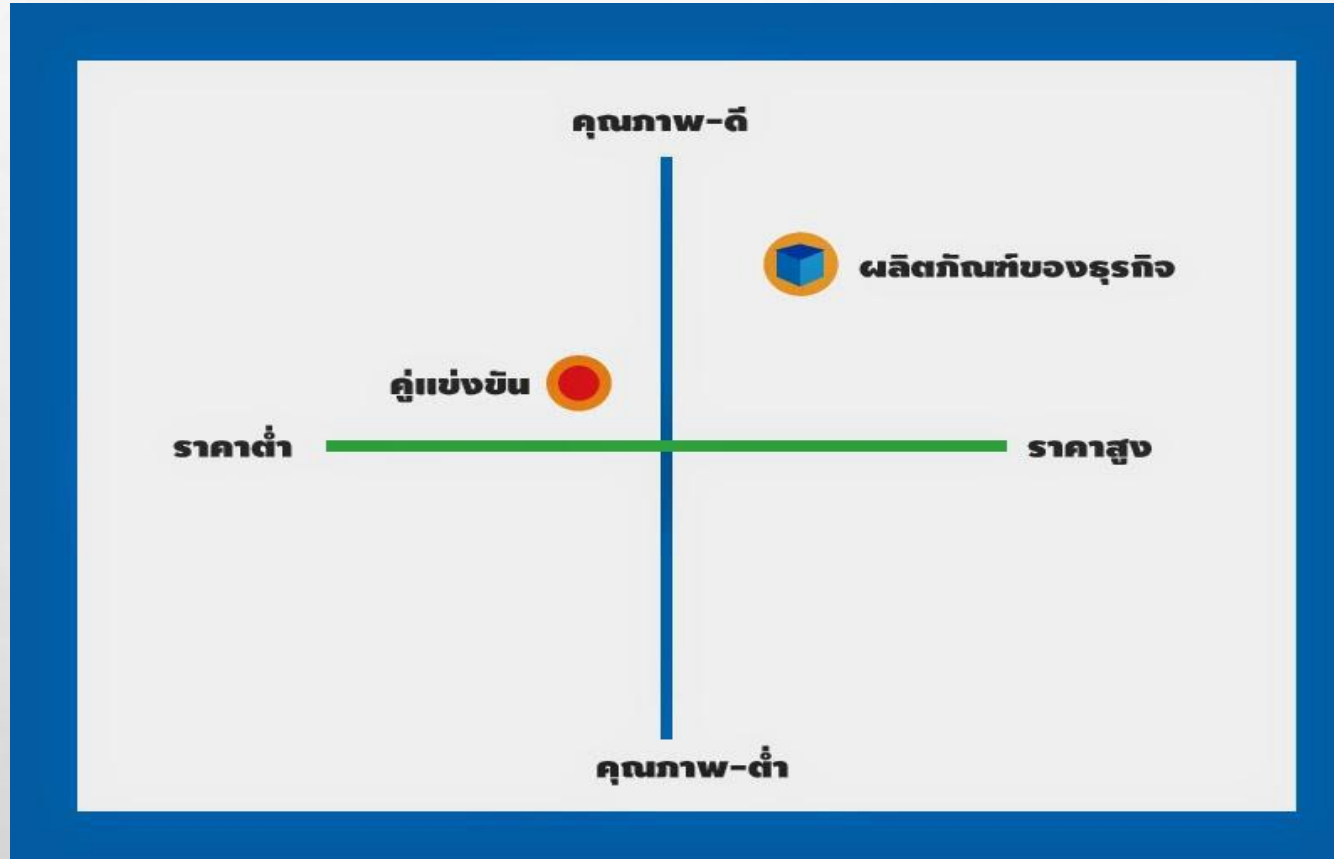 คุณภาพ-ดี
ผลิตภัณฑ์ของธุรกิจ
คู่แข่งขัน
ราคาต่ำ
ราคาสูง
คุณภาพ-ต่ำ